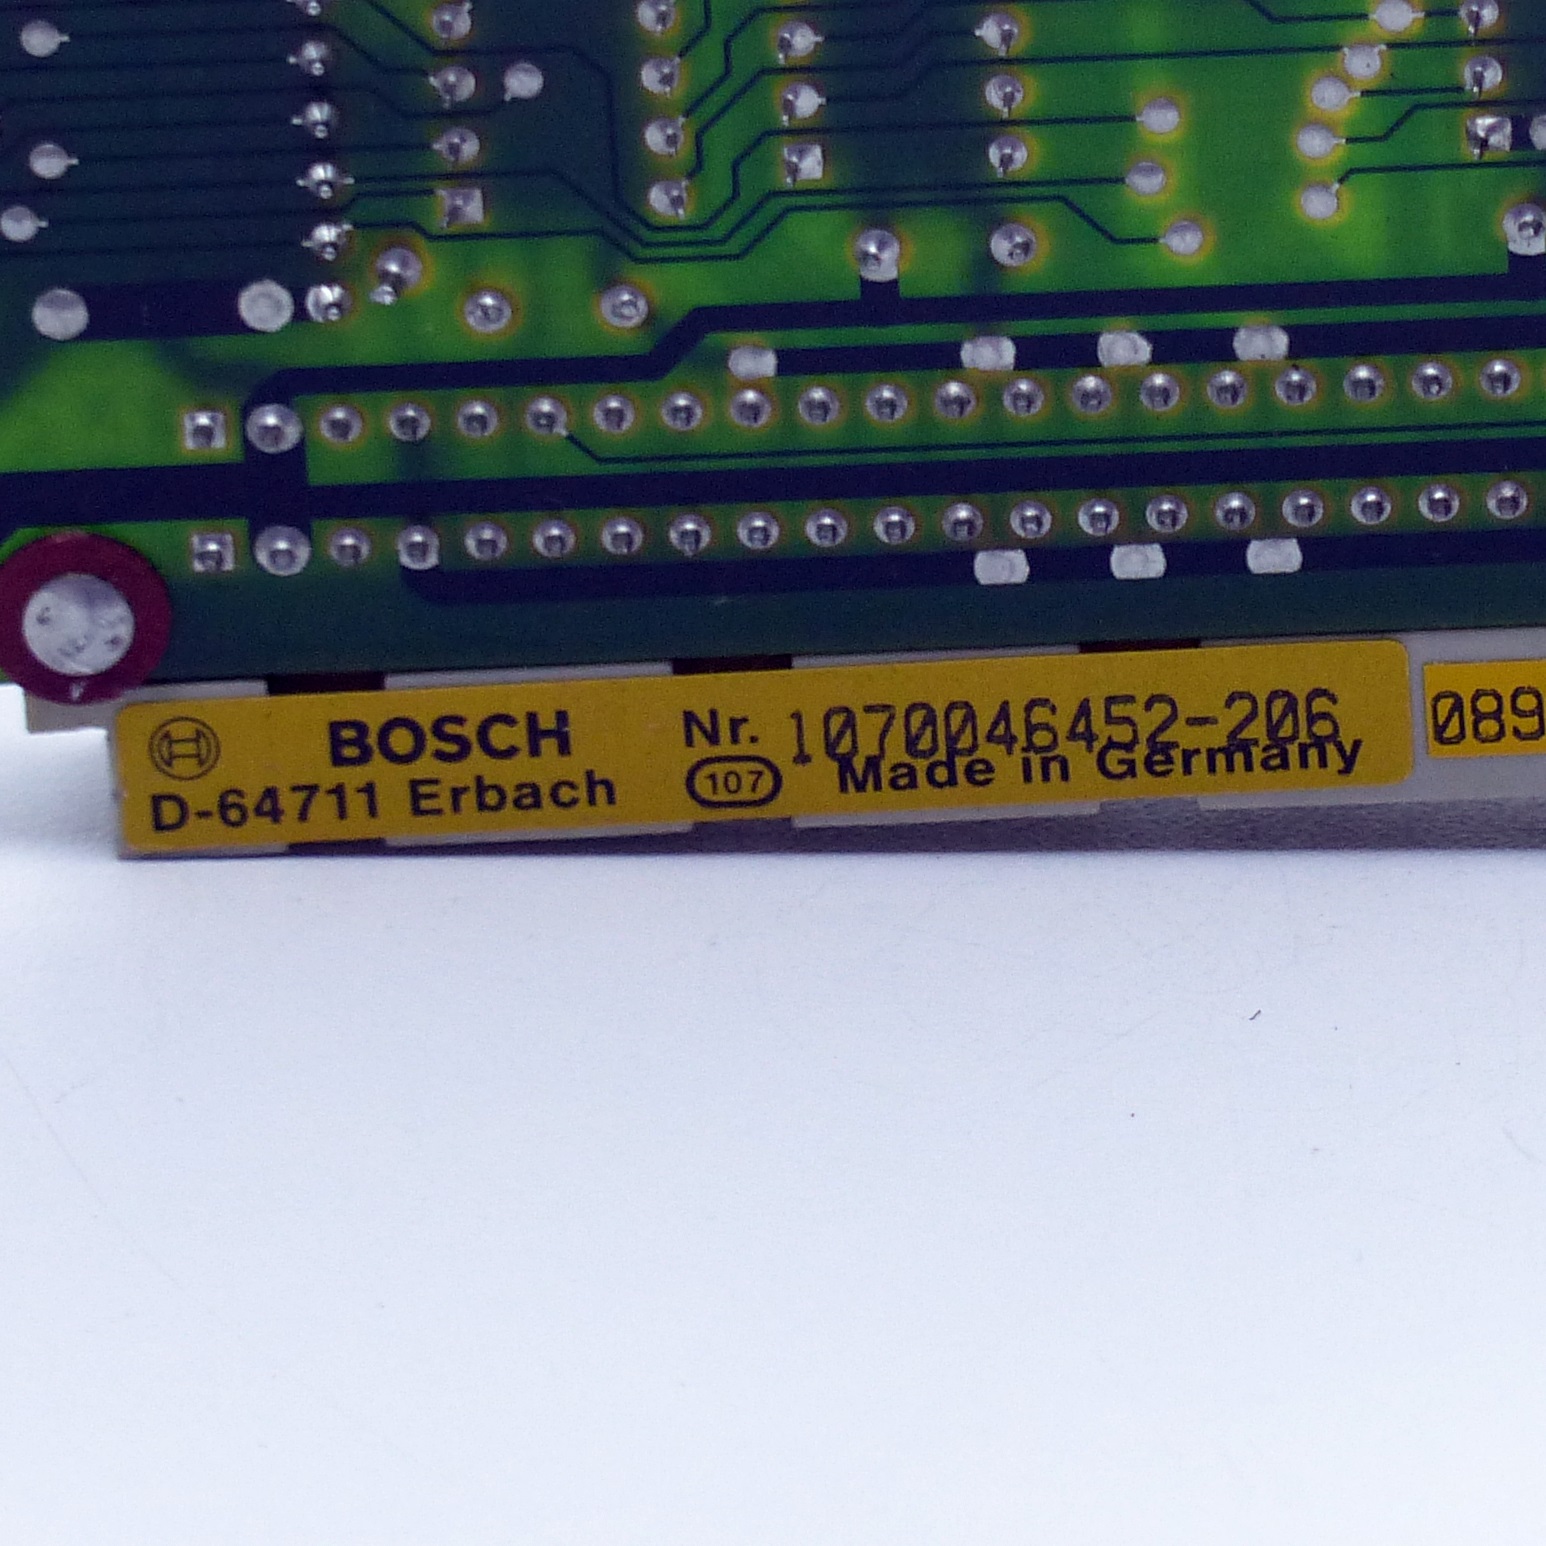 BOSCH Nr. 1070046452-206 089
D-64711 Erbach 107 Made in Germany